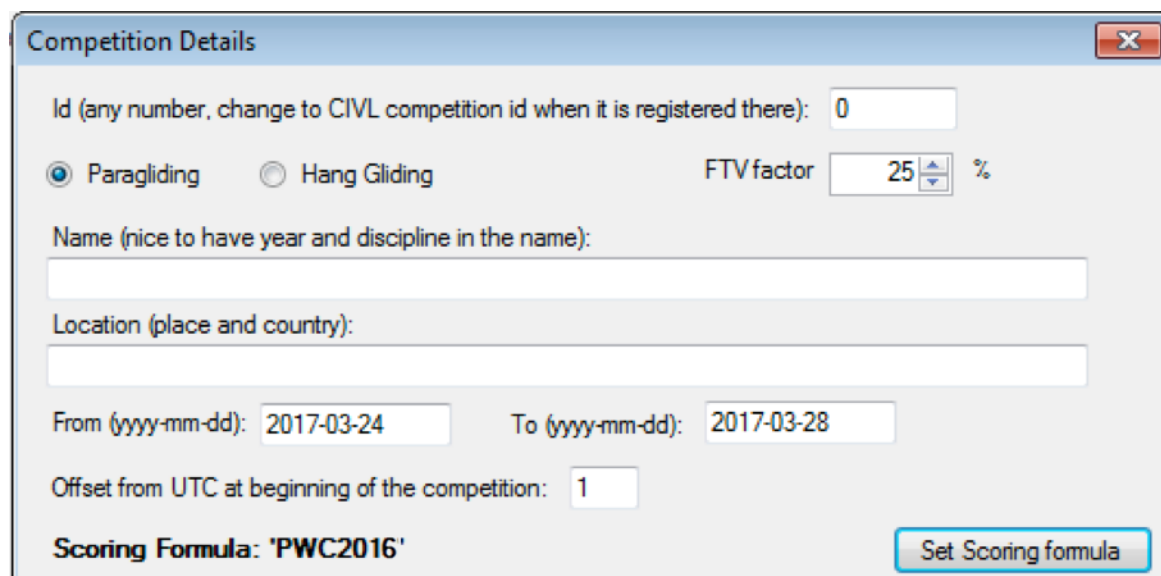 Competition Details
Id (any number, change to CIVL competition id when it is registered there): 0
Paragliding Hang Gliding FTV factor 25 %
Name (nice to have year and discipline in the name):
Location (place and country):
From (yyyy-mm-dd): 2017-03-24 To (yyyy-mm-dd): 2017-03-28
Offset from UTC at beginning of the competition: 1
Scoring Formula: 'PWC2016' Set Scoring formula